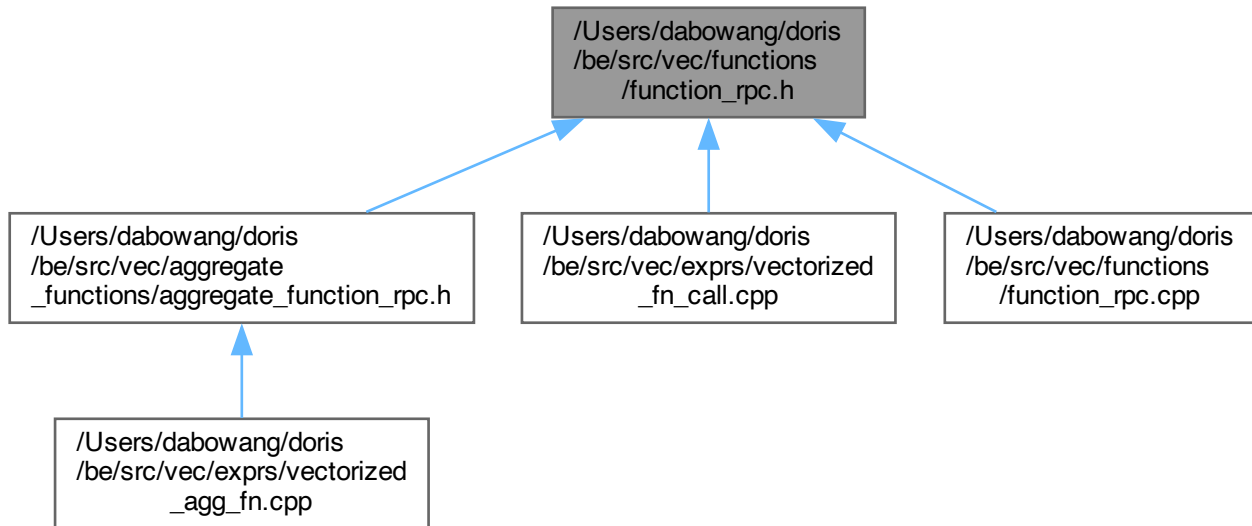 /Users/dabowang/doris
/be/src/vec/functions
/function_rpc.h
/Users/dabowang/doris
/be/src/vec/aggregate
_functions/aggregate_function_rpc.h
/Users/dabowang/doris
/be/src/vec/exprs/vectorized
_fn_call.cpp
/Users/dabowang/doris
/be/src/vec/functions
/function_rpc.cpp
/Users/dabowang/doris
/be/src/vec/exprs/vectorized
_agg_fn.cpp